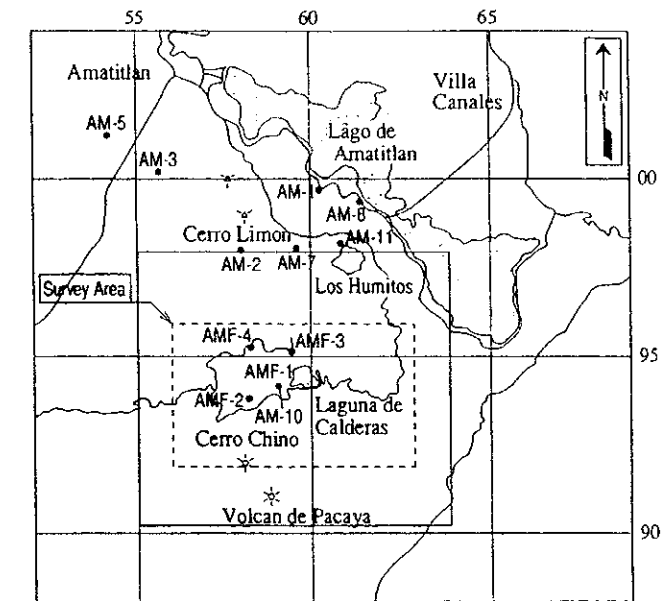 55 60 65
Amatitlan
Villa
Canales
N
AM-5
Lago de
Amatitlan
AM-3
00
AM-1
AM-8
AM-11
Cerro Limon
AM-2
AM-7
Los Humitos
Survey Area
AMF-4
AMF-3
95
AMF-1
AMF-2
AM-10
Laguna de
Calderas
Cerro Chino
Volcan de Pacaya
90